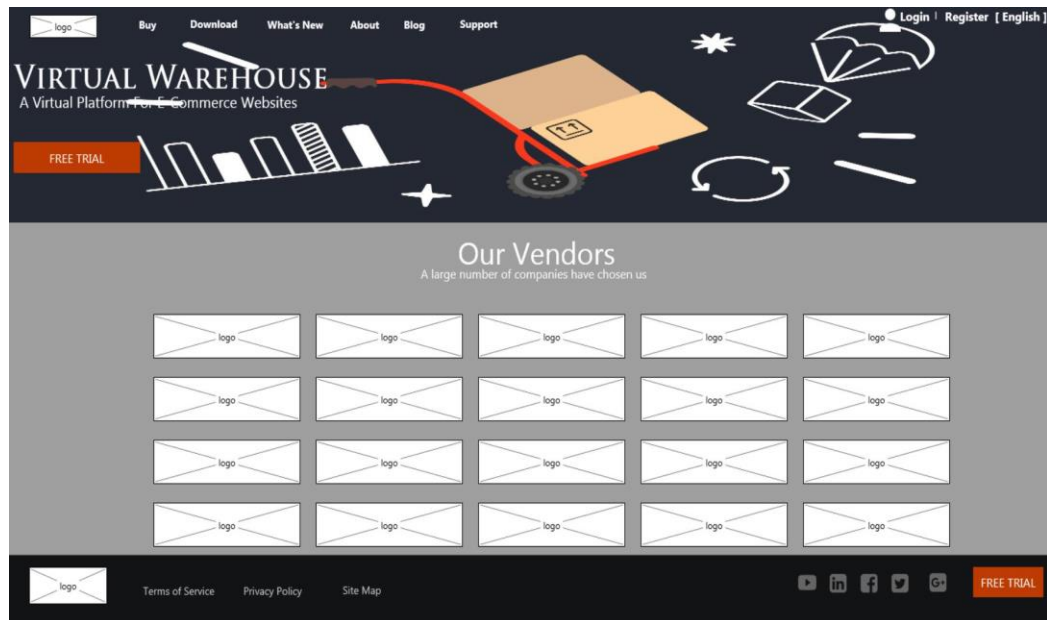 logo Buy Download What's New About Blog Support Login | Register [ English ]
VIRTUAL WAREHOUSE
A Virtual Platform For E-Commerce Websites
FREE TRIAL
Our Vendors
A large number of companies have chosen us
logo logo logo logo logo
logo logo logo logo logo
logo logo logo logo logo
logo logo logo logo logo
logo Terms of Service Privacy Policy Site Map in f G+ FREE TRIAL